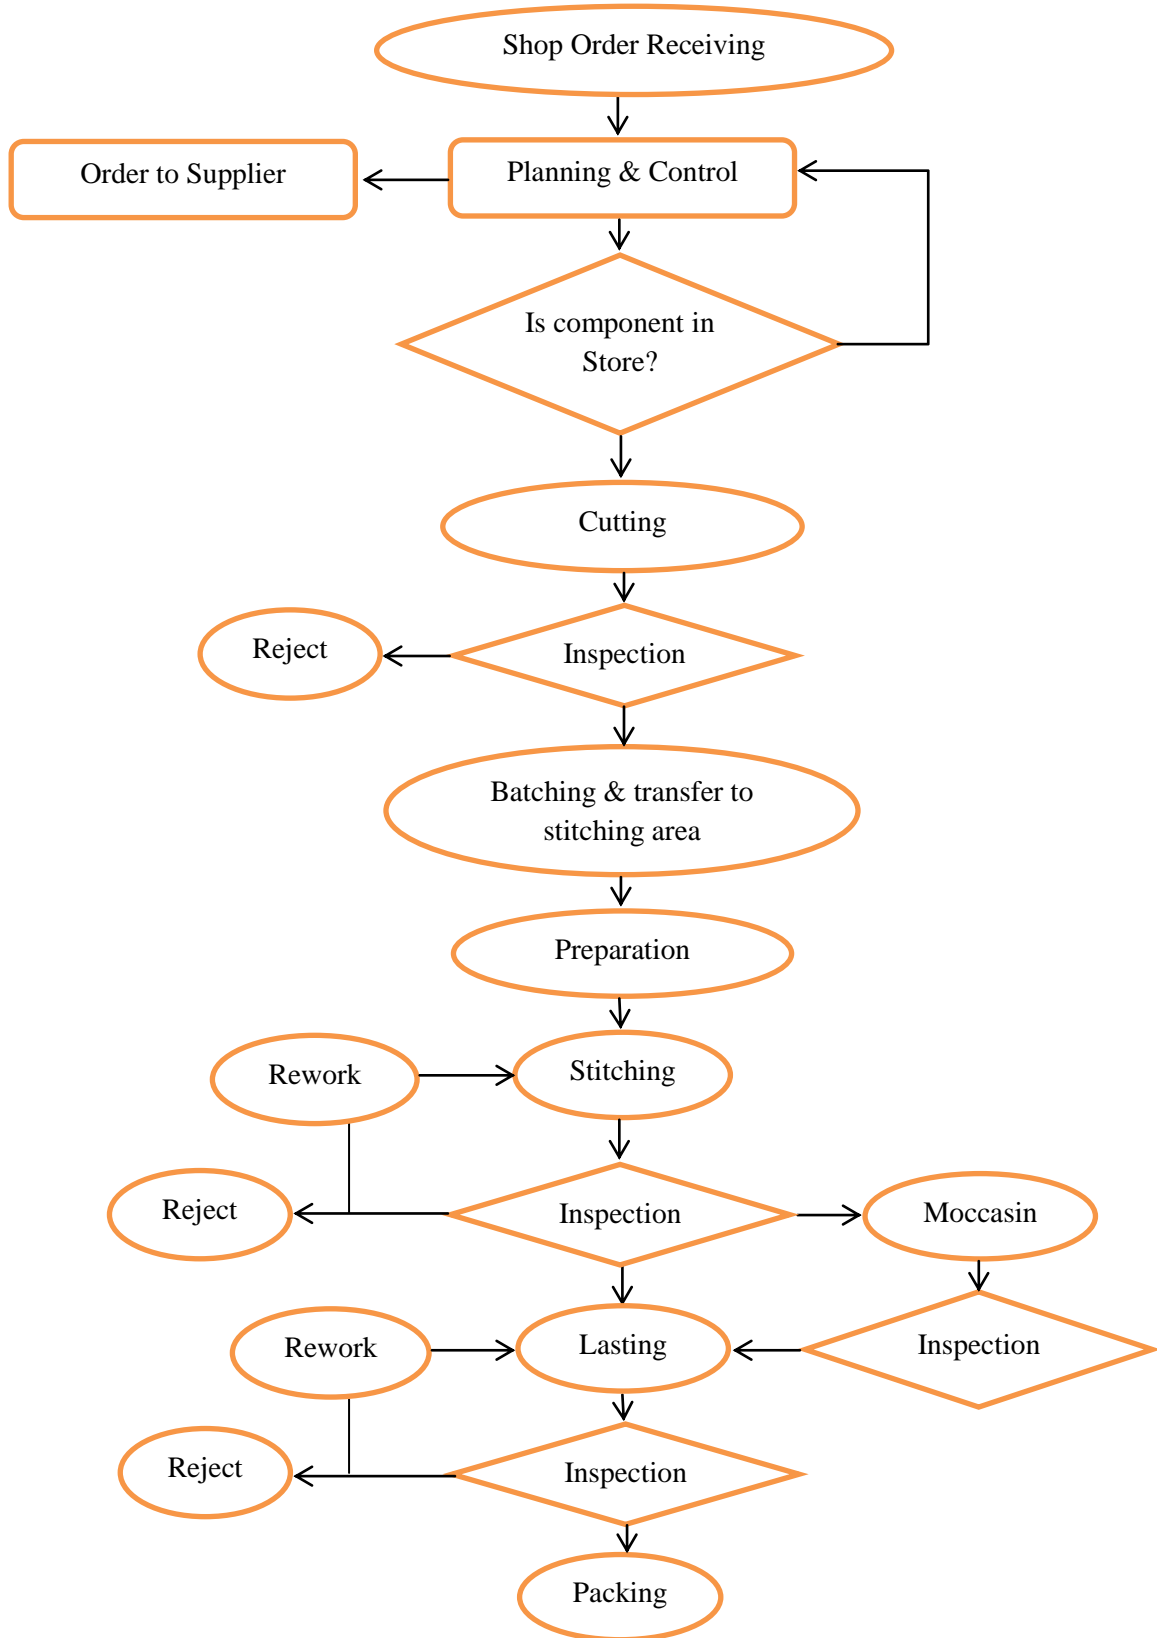 Shop Order Receiving
Order to Supplier
Planning & Control
Is component in
Store?
Cutting
Reject
Inspection
Batching & transfer to
stitching area
Preparation
Rework
Stitching
Reject
Inspection
Moccasin
Rework
Lasting
Inspection
Reject
Inspection
Packing